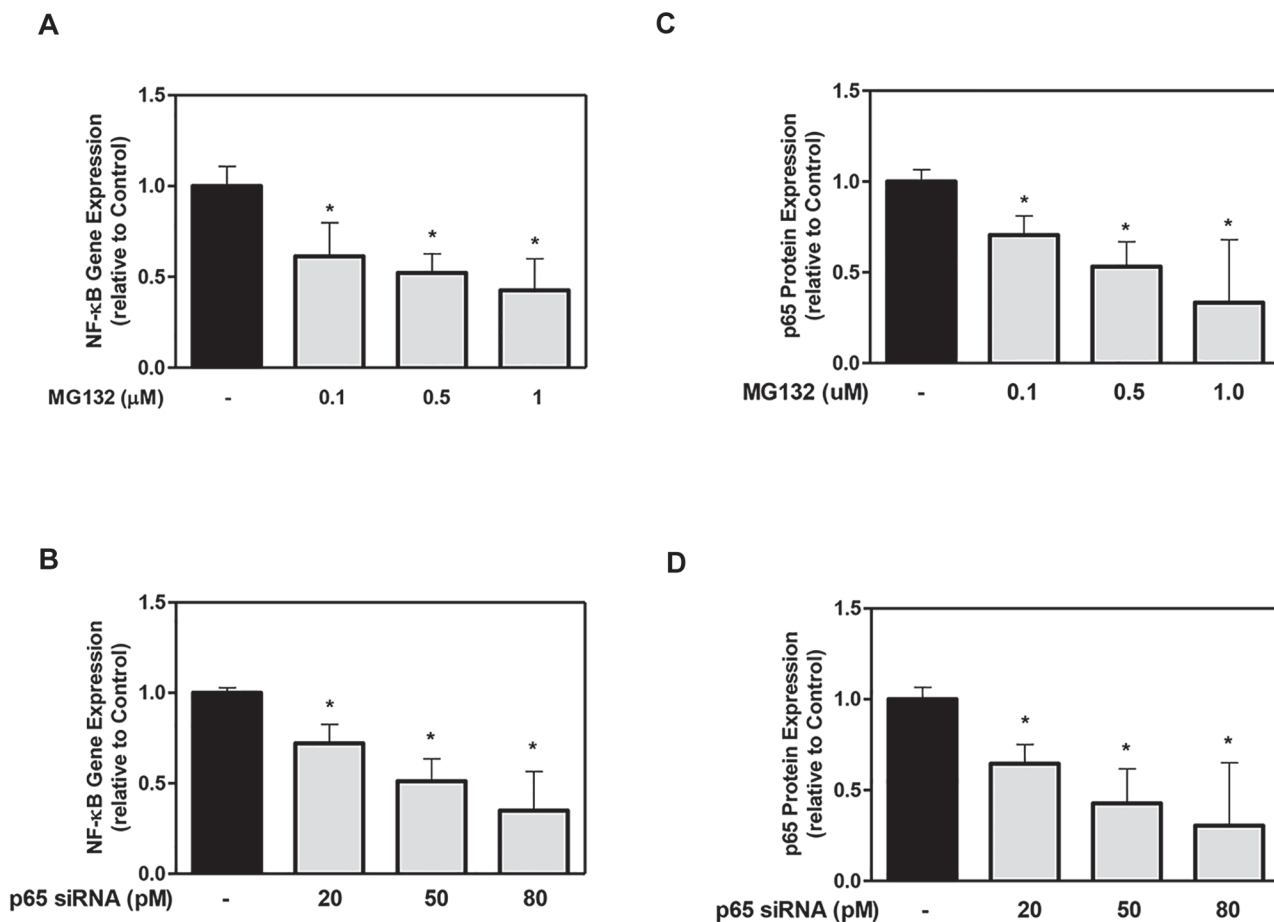 A
NF-κB Gene Expression
(relative to Control)
1.5
1.0
0.5
0.0
* * *
MG132 (μM) - 0.1 0.5 1
C
p65 Protein Expression
(relative to Control)
1.5
1.0
0.5
0.0
* * *
MG132 (uM) - 0.1 0.5 1.0
B
NF-κB Gene Expression
(relative to Control)
1.5
1.0
0.5
0.0
* * *
p65 siRNA (pM) - 20 50 80
D
p65 Protein Expression
(relative to Control)
1.5
1.0
0.5
0.0
* * *
p65 siRNA (pM) - 20 50 80